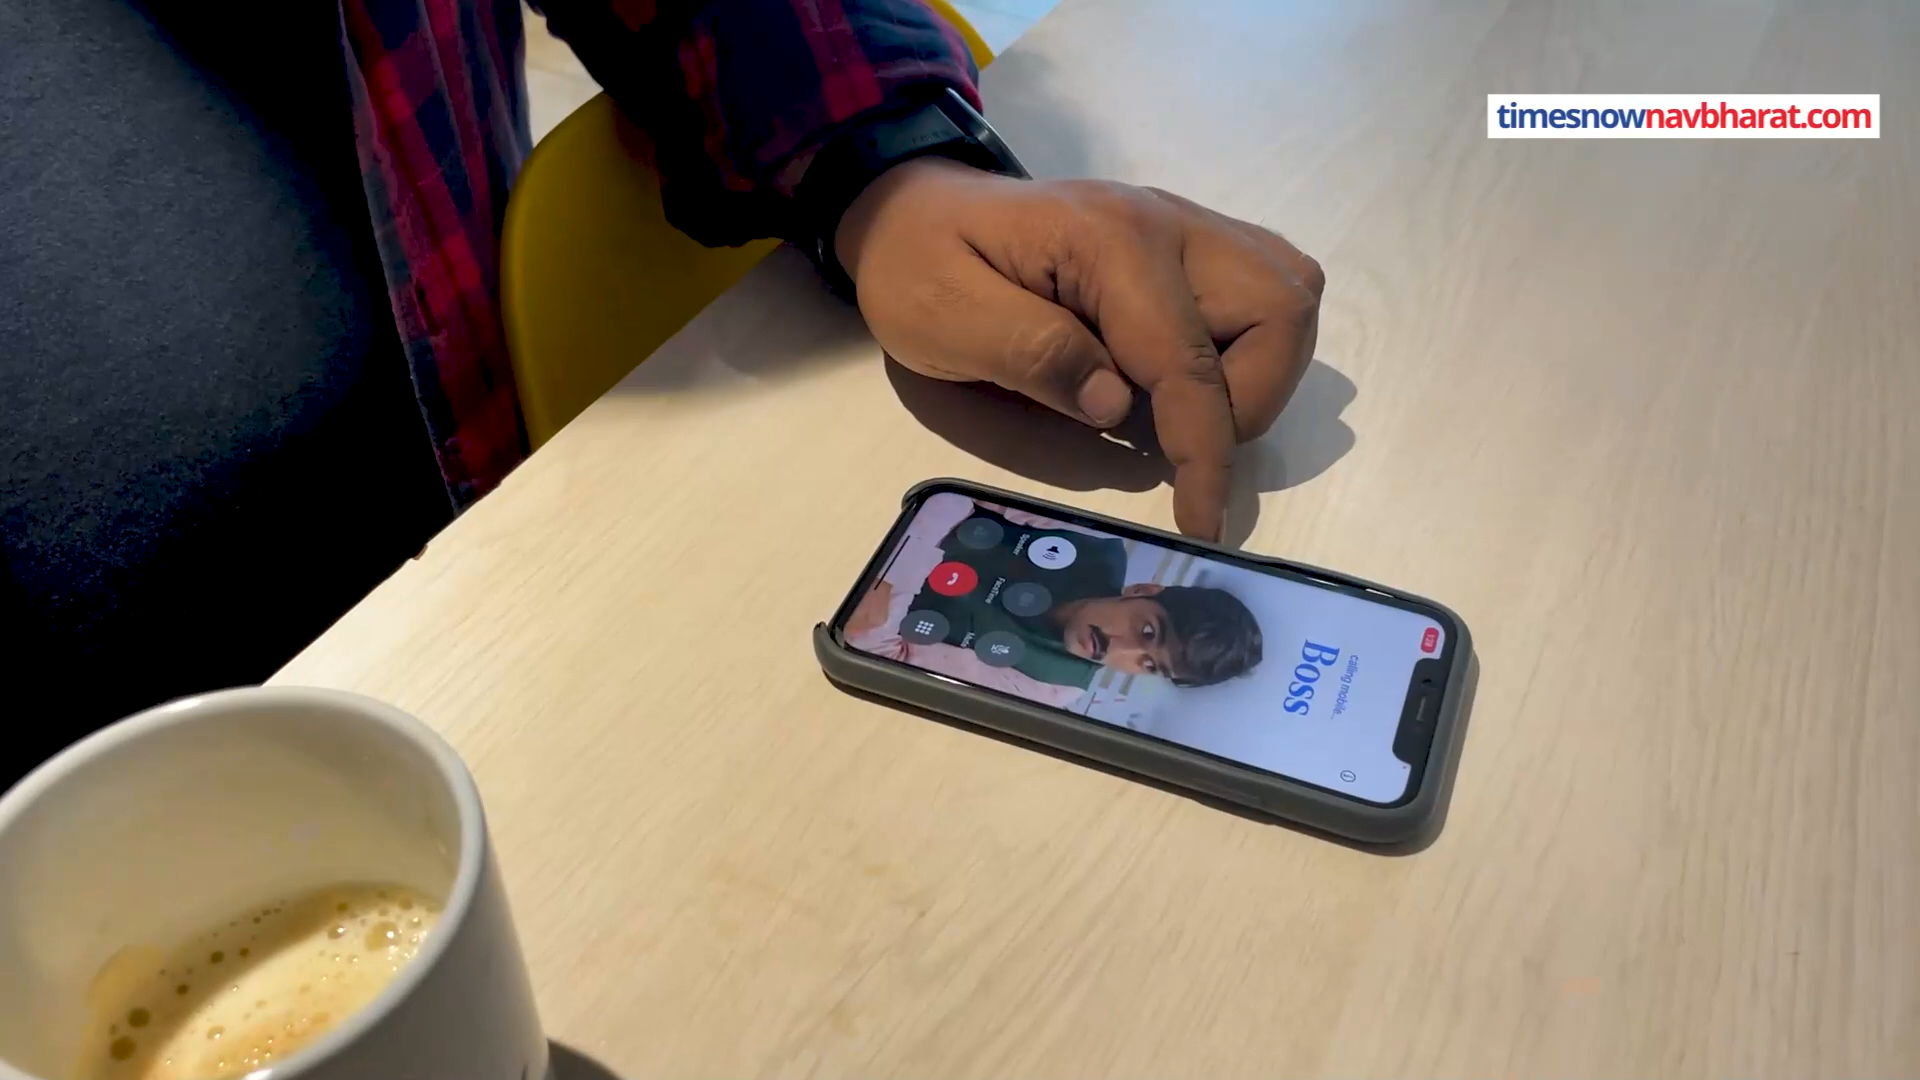 timesnownavbharat.com
calling mobile...
Boss
Speaker
FaceTime
Mute